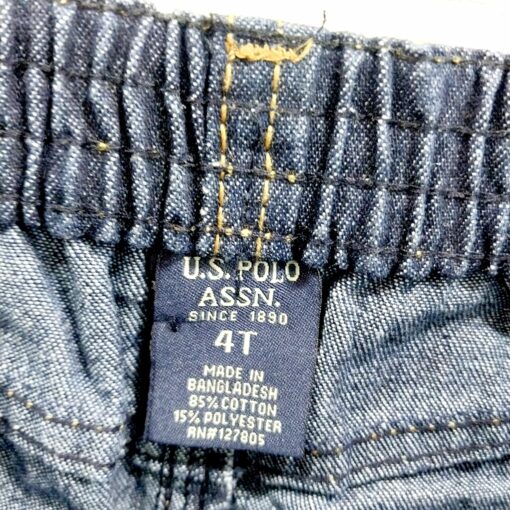 U.S. POLO
ASSN.
SINCE 1890
4T
MADE IN
BANGLADESH
85% COTTON
15% POLYESTER
RN#127805